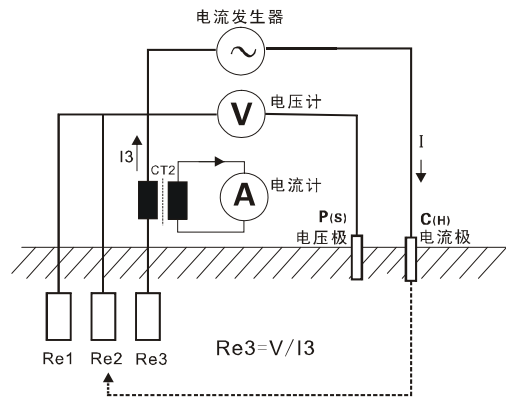 电流发生器
V
电压计
I3
CT2
A
电流计
I
P(S)
电压极
C(H)
电流极
Re1
Re2
Re3
Re3=V/I3